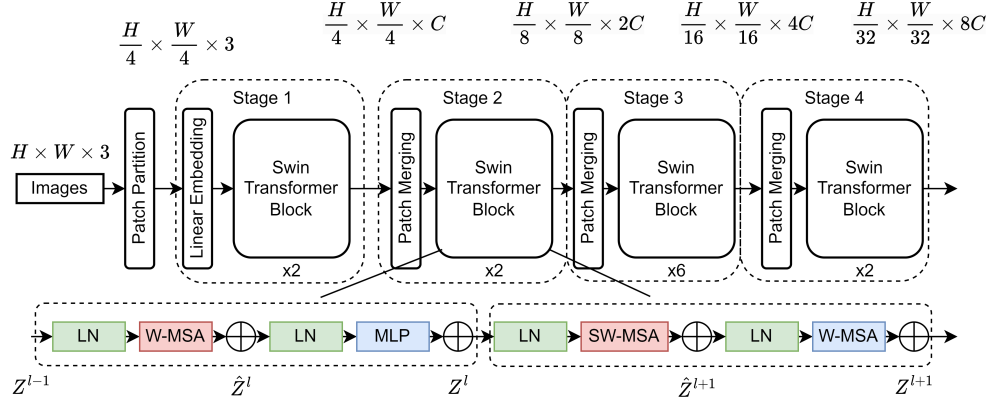 H/4 × W/4 × 3
H/4 × W/4 × C
H/8 × W/8 × 2C
H/16 × W/16 × 4C
H/32 × W/32 × 8C
H × W × 3
Images
Patch Partition
Stage 1
Linear Embedding
Swin
Transformer
Block
x2
Stage 2
Patch Merging
Swin
Transformer
Block
x2
Stage 3
Patch Merging
Swin
Transformer
Block
x6
Stage 4
Patch Merging
Swin
Transformer
Block
x2
LN W-MSA LN MLP LN SW-MSA LN W-MSA
Z^{l-1} Ẑ^{l} Z^{l} Ẑ^{l+1} Z^{l+1}